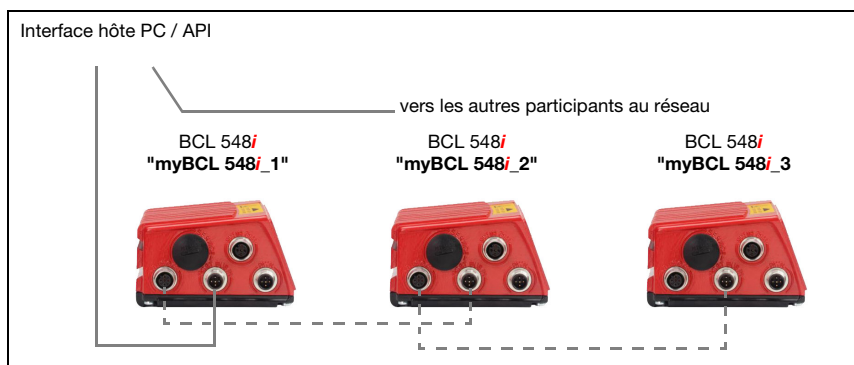 Interface hôte PC / API
vers les autres participants au réseau
BCL 548i
"myBCL 548i_1"
BCL 548i
"myBCL 548i_2"
BCL 548i
"myBCL 548i_3